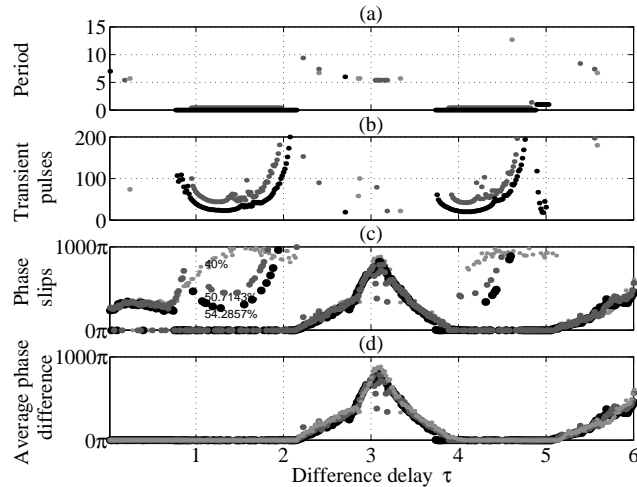 (a)
15
10
5
0
Period
(b)
200
100
0
Transient
pulses
(c)
1000π
0π
Phase
slips
40%
50.7143%
54.2857%
(d)
1000π
0π
Average phase
difference
1 2 3 4 5 6
Difference delay τ